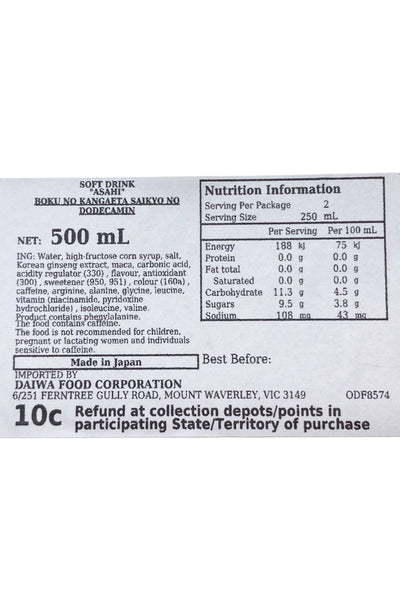 SOFT DRINK
"ASAHI"
BOKU NO KANGAETA SAIKYO NO
DODECAMIN
NET: 500 mL
ING: Water, high-fructose corn syrup, salt,
Korean ginseng extract, maca, carbonic acid,
acidity regulator (330) , flavour, antioxidant
(300) , sweetener (950, 951) , colour (160a) ,
caffeine, arginine, alanine, glycine, leucine,
vitamin (niacinamide, pyridoxine
hydrochloride) , isoleucine, valine.
Product contains phenylalanine.
The food contains caffeine.
The food is not recommended for children,
pregnant or lactating women and individuals
sensitive to caffeine.
Nutrition Information
Serving Per Package 2
Serving Size 250 mL
Per Serving Per 100 mL
Energy 188 kJ 75 kJ
Protein 0.0 g 0.0 g
Fat total 0.0 g 0.0 g
Saturated 0.0 g 0.0 g
Carbohydrate 11.3 g 4.5 g
Sugars 9.5 g 3.8 g
Sodium 108 mg 43 mg
Made in Japan
Best Before:
IMPORTED BY
DAIWA FOOD CORPORATION
6/251 FERNTREE GULLY ROAD, MOUNT WAVERLEY, VIC 3149 ODF8574
10c Refund at collection depots/points in
participating State/Territory of purchase